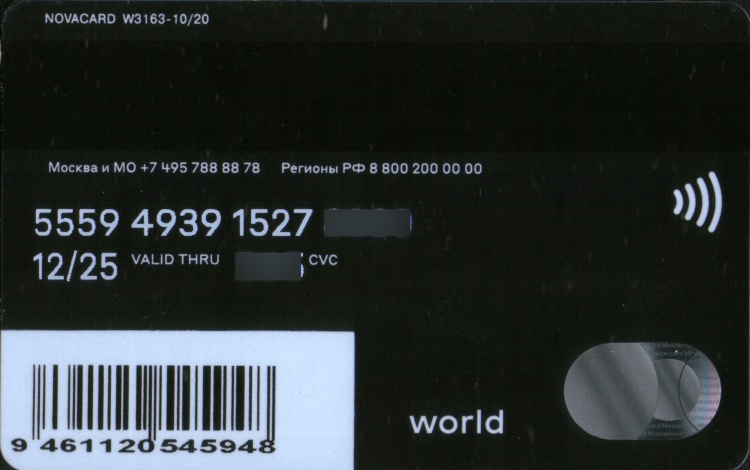 NOVACARD W3163-10/20
Москва и МО +7 495 788 88 78 Регионы РФ 8 800 200 00 00
5559 4939 1527
12/25 VALID THRU CVC
world
9 461120 545948